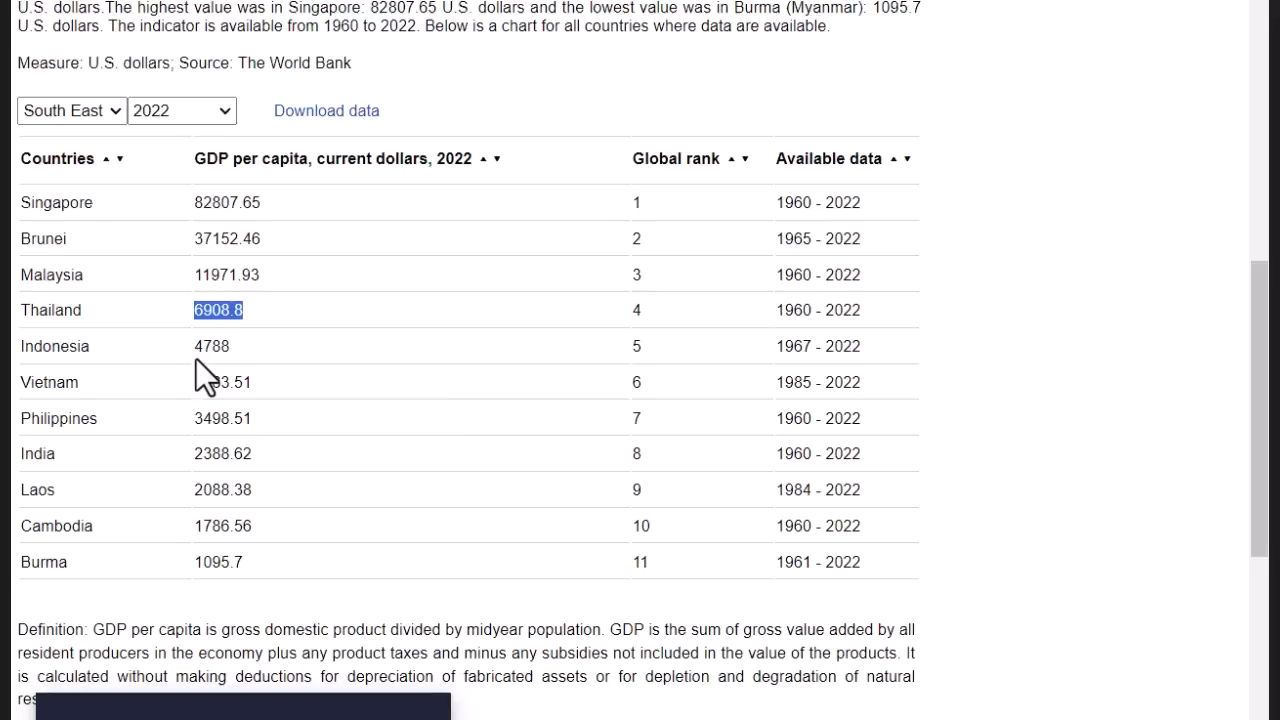 U.S. dollars.The highest value was in Singapore: 82807.65 U.S. dollars and the lowest value was in Burma (Myanmar): 1095.7
U.S. dollars. The indicator is available from 1960 to 2022. Below is a chart for all countries where data are available.
Measure: U.S. dollars; Source: The World Bank
South East 2022 Download data
Countries GDP per capita, current dollars, 2022 Global rank Available data
Singapore 82807.65 1 1960 - 2022
Brunei 37152.46 2 1965 - 2022
Malaysia 11971.93 3 1960 - 2022
Thailand 6908.8 4 1960 - 2022
Indonesia 4788 5 1967 - 2022
Vietnam 3.51 6 1985 - 2022
Philippines 3498.51 7 1960 - 2022
India 2388.62 8 1960 - 2022
Laos 2088.38 9 1984 - 2022
Cambodia 1786.56 10 1960 - 2022
Burma 1095.7 11 1961 - 2022
Definition: GDP per capita is gross domestic product divided by midyear population. GDP is the sum of gross value added by all
resident producers in the economy plus any product taxes and minus any subsidies not included in the value of the products. It
is calculated without making deductions for depreciation of fabricated assets or for depletion and degradation of natural